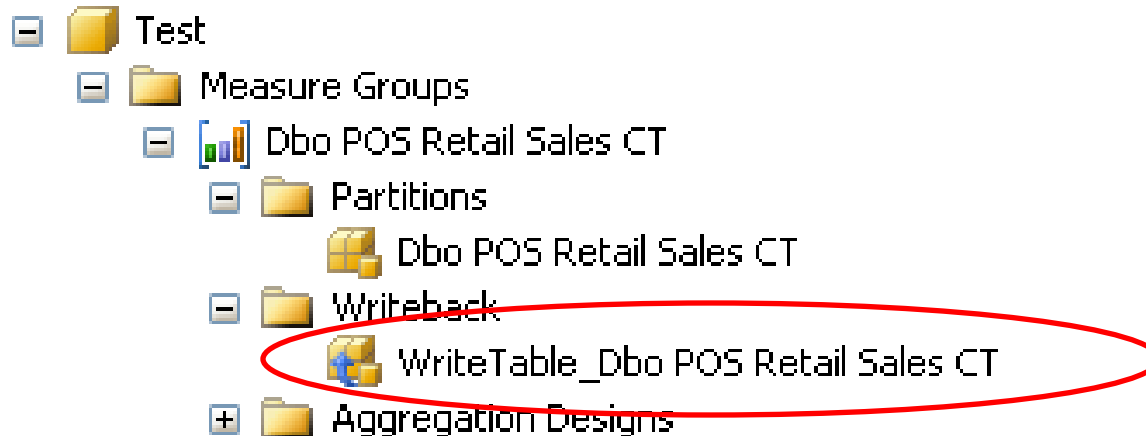 Test
Measure Groups
Dbo POS Retail Sales CT
Partitions
Dbo POS Retail Sales CT
Writeback
WriteTable_Dbo POS Retail Sales CT
Aggregation Designs